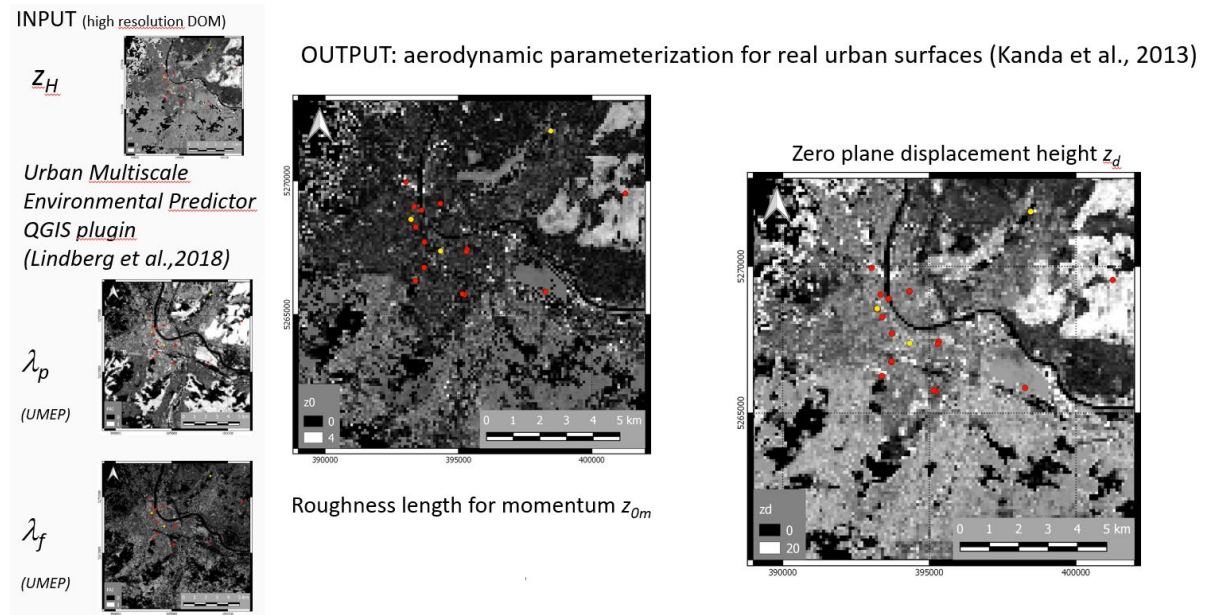 INPUT (high resolution DOM)
z_H
Urban Multiscale
Environmental Predictor
QGIS plugin
(Lindberg et al.,2018)
λ_p
(UMEP)
λ_f
(UMEP)
OUTPUT: aerodynamic parameterization for real urban surfaces (Kanda et al., 2013)
5270000
5265000
z0
0
4
0 1 2 3 4 5 km
390000 395000 400000
Roughness length for momentum z_0m
Zero plane displacement height z_d
5270000
5265000
zd
0
20
0 1 2 3 4 5 km
390000 395000 400000